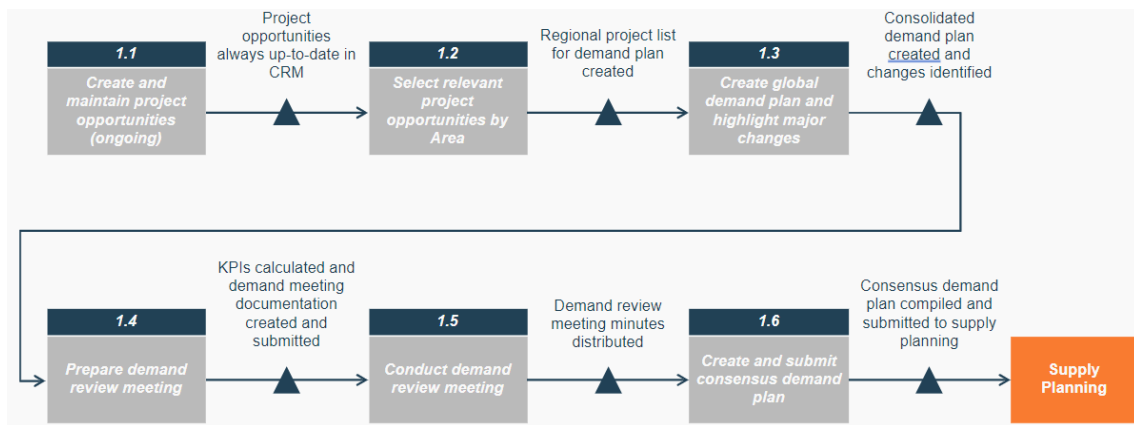 1.1
Create and
maintain project
opportunities
(ongoing)
Project
opportunities
always up-to-date in
CRM
1.2
Select relevant
project
opportunities by
Area
Regional project list
for demand plan
created
1.3
Create global
demand plan and
highlight major
changes
Consolidated
demand plan
created and
changes identified
1.4
Prepare demand
review meeting
KPIs calculated and
demand meeting
documentation
created and
submitted
1.5
Conduct demand
review meeting
Demand review
meeting minutes
distributed
1.6
Create and submit
consensus demand
plan
Consensus demand
plan compiled and
submitted to supply
planning
Supply
Planning